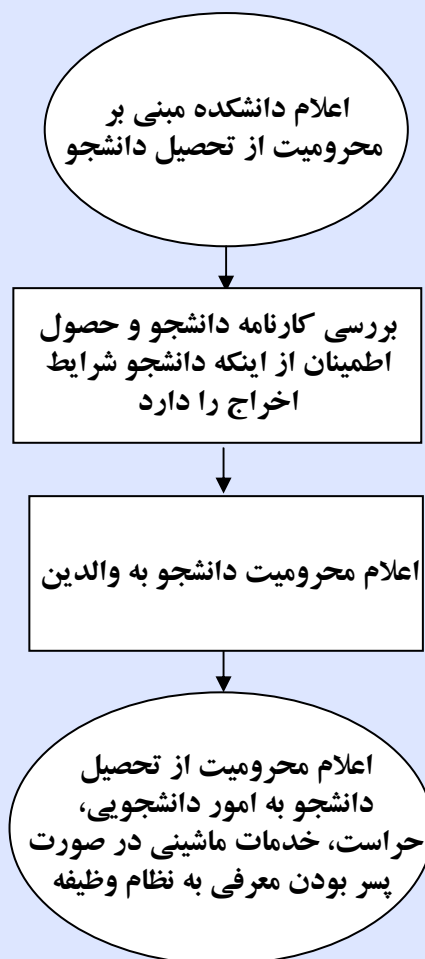 اعلام دانشکده مبنی بر
محرومیت از تحصیل دانشجو
بررسی کارنامه دانشجو و حصول
اطمینان از اینکه دانشجو شرایط
اخراج را دارد
اعلام محرومیت دانشجو به والدین
اعلام محرومیت از تحصیل
دانشجو به امور دانشجویی،
حراست، خدمات ماشینی در صورت
پسر بودن معرفی به نظام وظیفه